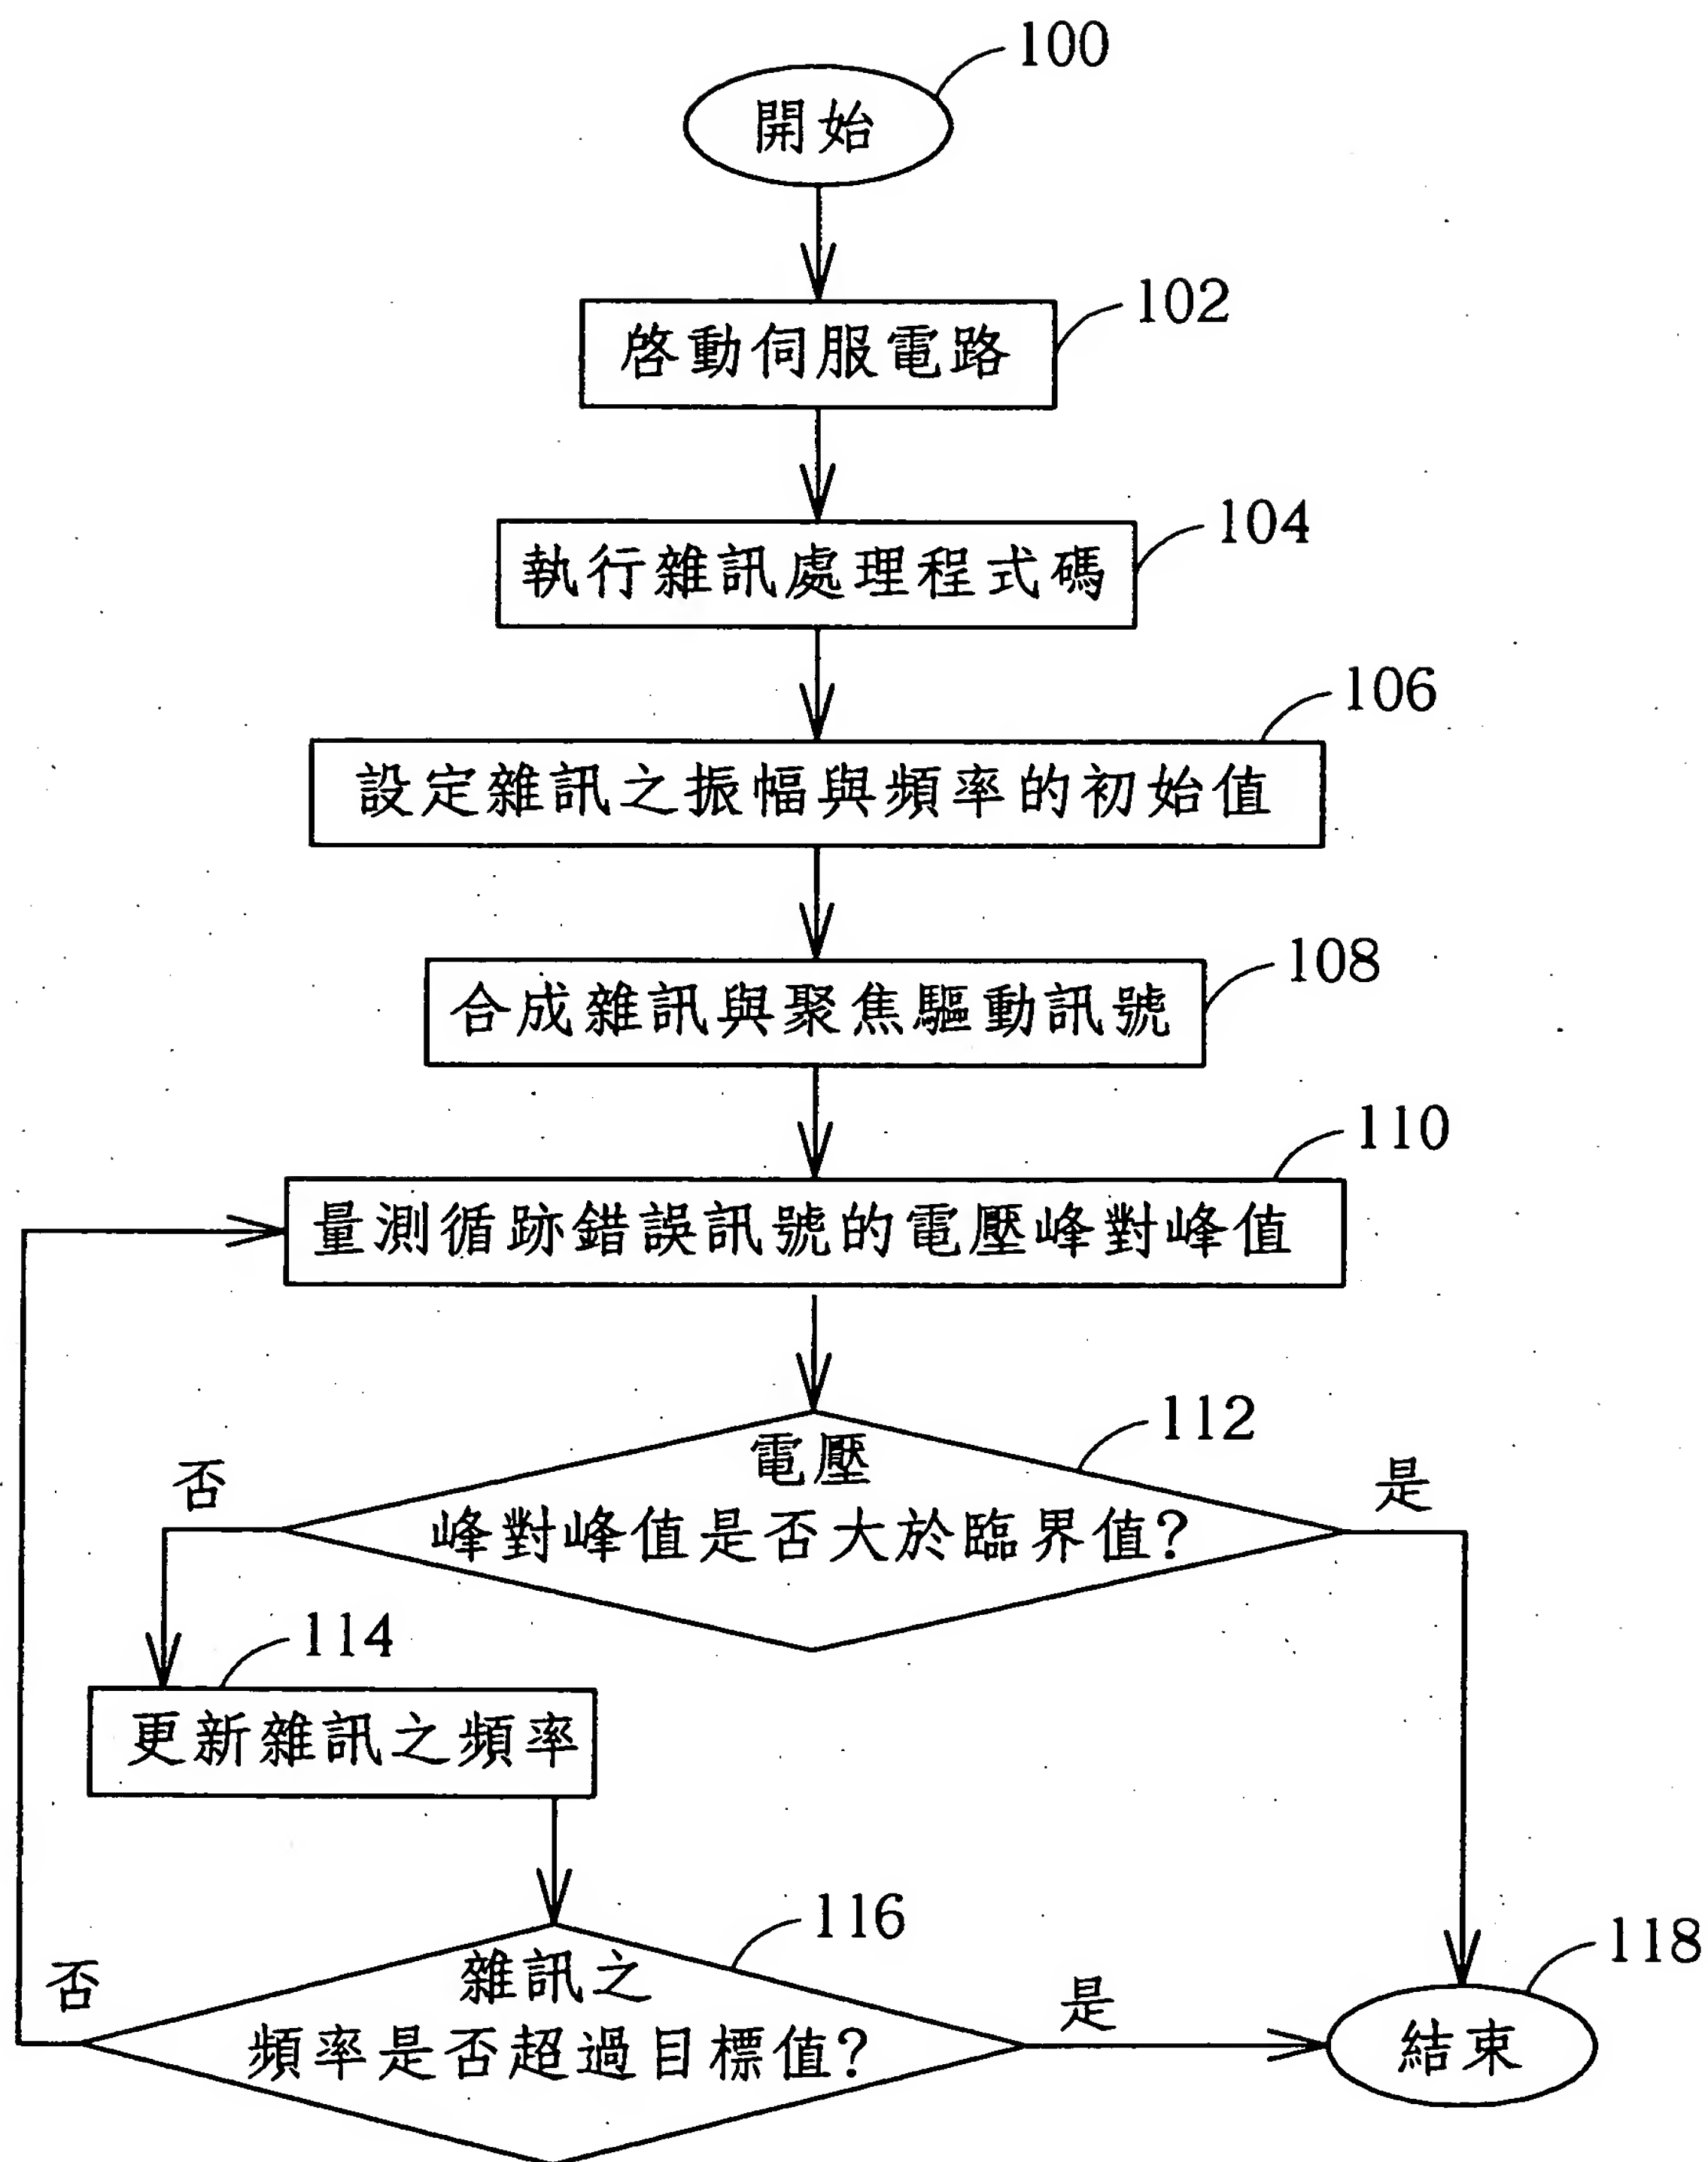 100
開始
102
啓動伺服電路
104
執行雜訊處理程式碼
106
設定雜訊之振幅與頻率的初始值
108
合成雜訊與聚焦驅動訊號
110
量測循跡錯誤訊號的電壓峰對峰值
112
電壓
峰對峰值是否大於臨界值?
否
是
114
更新雜訊之頻率
116
雜訊之
頻率是否超過目標值?
否
是
118
結束